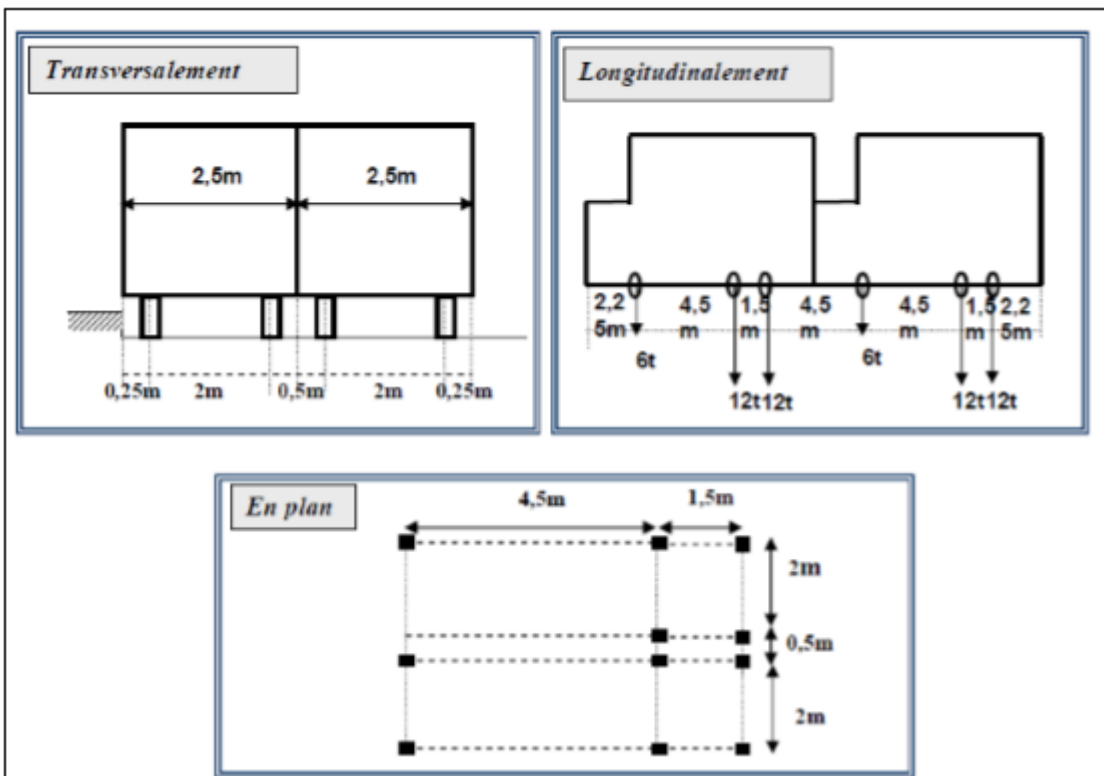 Transversalement
2,5m 2,5m
0,25m 2m 0,5m 2m 0,25m
Longitudinalement
2,2 4,5 1,5 4,5 4,5 1,5 2,2
5m m m m m m 5m
6t 6t
12t 12t 12t 12t
En plan
4,5m 1,5m
2m
0,5m
2m